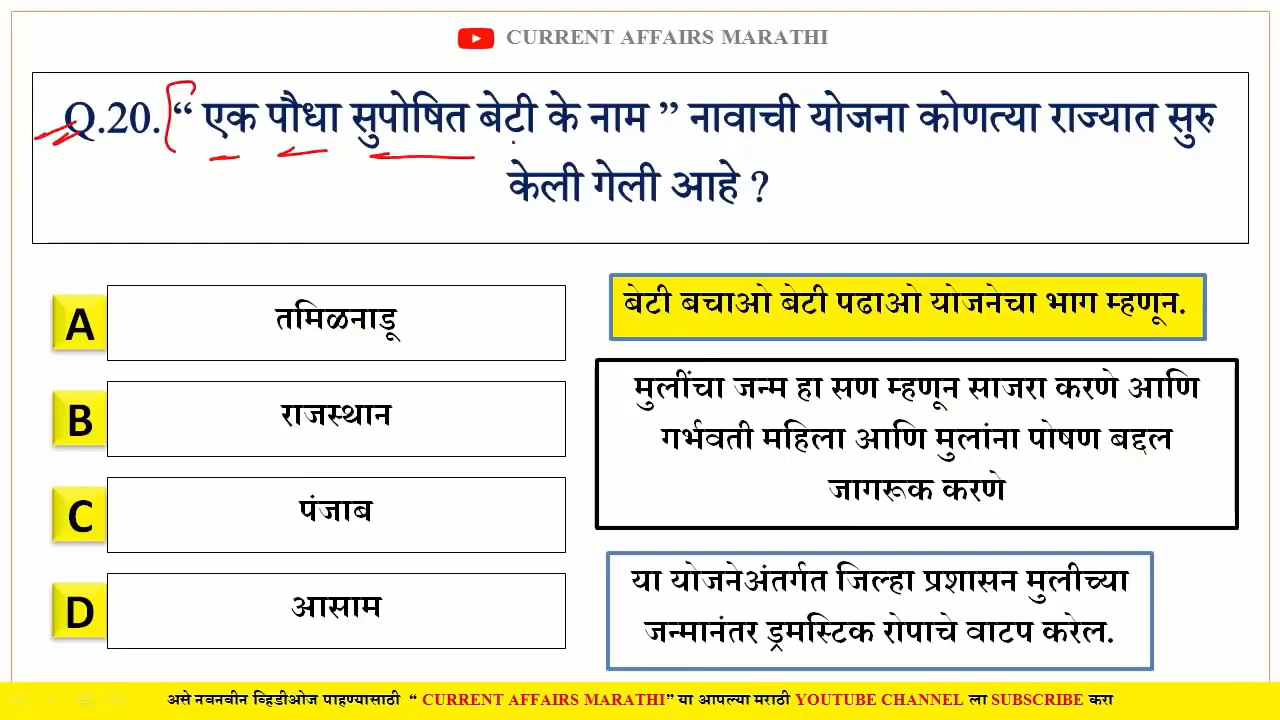 CURRENT AFFAIRS MARATHI
Q.20. “ एक पौधा सुपोषित बेटी के नाम ” नावाची योजना कोणत्या राज्यात सुरु
केली गेली आहे ?
A तमिळनाडू
B राजस्थान
C पंजाब
D आसाम
बेटी बचाओ बेटी पढाओ योजनेचा भाग म्हणून.
मुलींचा जन्म हा सण म्हणून साजरा करणे आणि
गर्भवती महिला आणि मुलांना पोषण बद्दल
जागरूक करणे
या योजनेअंतर्गत जिल्हा प्रशासन मुलीच्या
जन्मानंतर ड्रमस्टिक रोपाचे वाटप करेल.
असे नवनवीन व्हिडीओज पाहण्यासाठी “ CURRENT AFFAIRS MARATHI” या आपल्या मराठी YOUTUBE CHANNEL ला SUBSCRIBE करा